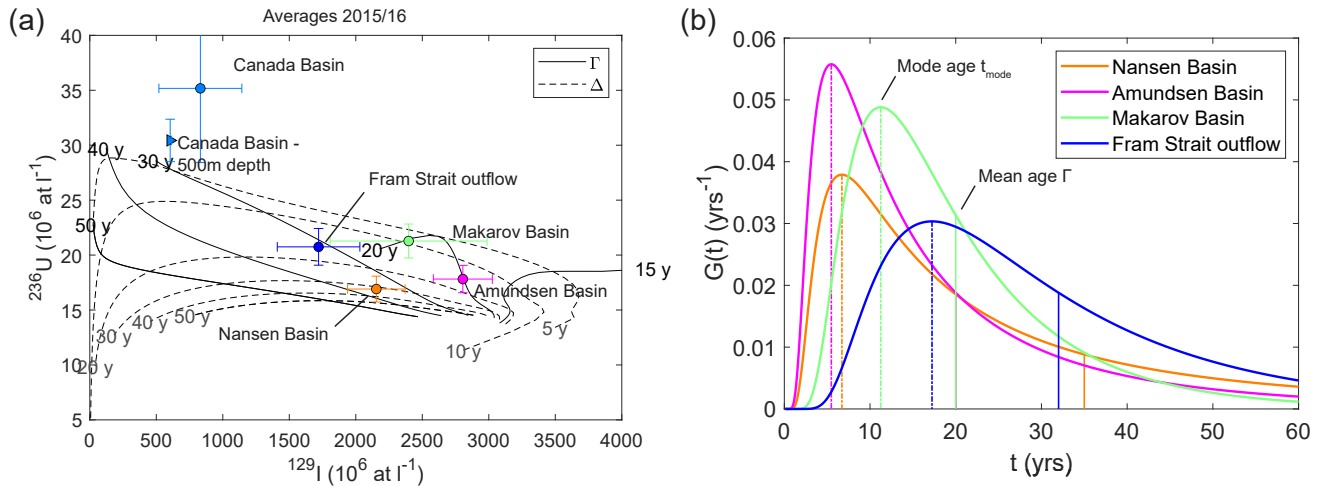 (a)
Averages 2015/16
40
35
30
25
20
15
10
5
²³⁶U (10⁶ at l⁻¹)
Canada Basin
Γ
Δ
Canada Basin -
500m depth
40 y
30 y
Fram Strait outflow
50 y
20 y
Makarov Basin
15 y
Amundsen Basin
Nansen Basin
50 y
40 y
30 y
20 y
10 y
5 y
0 500 1000 1500 2000 2500 3000 3500 4000
¹²⁹I (10⁶ at l⁻¹)
(b)
0.06
0.05
0.04
0.03
0.02
0.01
0
G(t) (yrs⁻¹)
Nansen Basin
Amundsen Basin
Makarov Basin
Fram Strait outflow
Mode age t_mode
Mean age Γ
0 10 20 30 40 50 60
t (yrs)